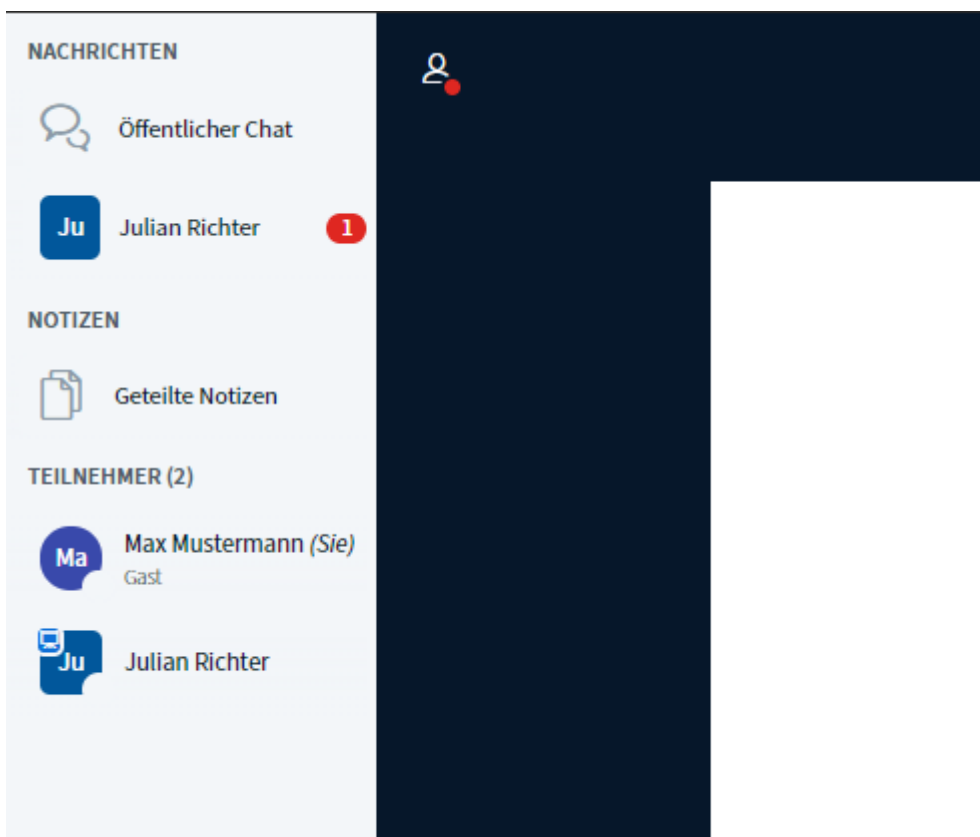 NACHRICHTEN
Öffentlicher Chat
Ju Julian Richter 1
NOTIZEN
Geteilte Notizen
TEILNEHMER (2)
Ma Max Mustermann (Sie)
Gast
Ju Julian Richter